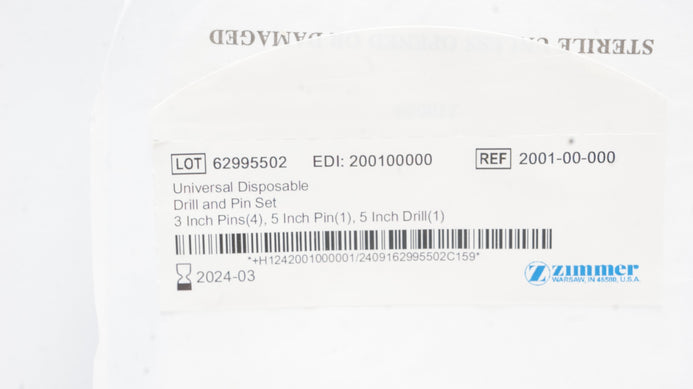 STERILE UNLESS OPENED OR DAMAGED
LOT 62995502 EDI: 200100000 REF 2001-00-000
Universal Disposable
Drill and Pin Set
3 Inch Pins(4), 5 Inch Pin(1), 5 Inch Drill(1)
*+H1242001000001/2409162995502C159*
2024-03
zimmer
WARSAW, IN 46580, U.S.A.